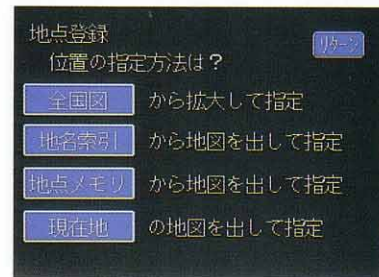 地点登録
リターン
位置の指定方法は？
全国図 から拡大して指定
地名索引 から地図を出して指定
地点メモリ から地図を出して指定
現在地 の地図を出して指定